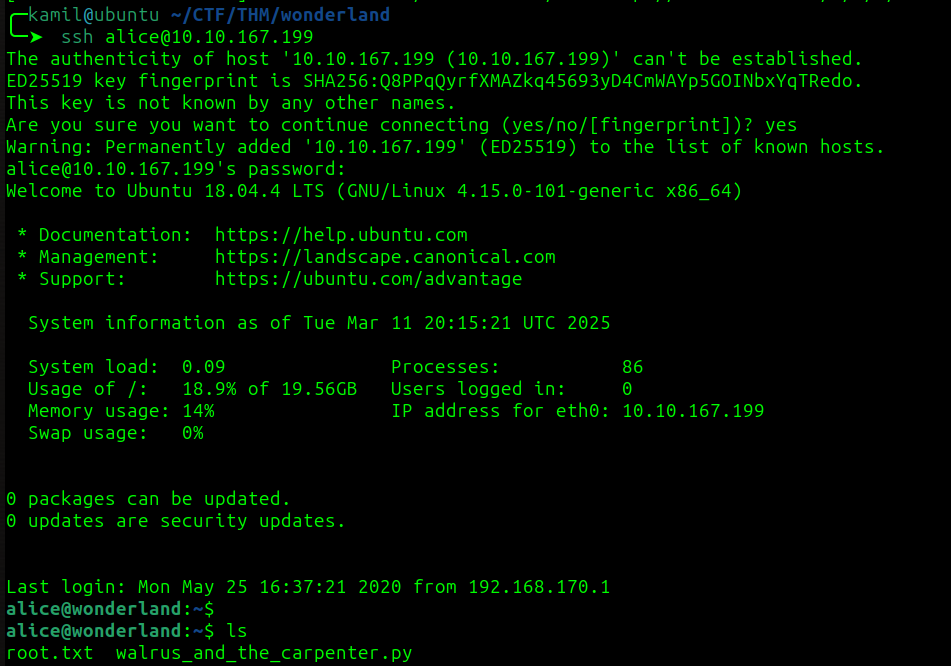 kamil@ubuntu ~/CTF/THM/wonderland
ssh alice@10.10.167.199
The authenticity of host '10.10.167.199 (10.10.167.199)' can't be established.
ED25519 key fingerprint is SHA256:Q8PPqQyrfXMAZkq45693yD4CmWAYp5GOINbxYqTRedo.
This key is not known by any other names.
Are you sure you want to continue connecting (yes/no/[fingerprint])? yes
Warning: Permanently added '10.10.167.199' (ED25519) to the list of known hosts.
alice@10.10.167.199's password:
Welcome to Ubuntu 18.04.4 LTS (GNU/Linux 4.15.0-101-generic x86_64)
* Documentation:  https://help.ubuntu.com
* Management:     https://landscape.canonical.com
* Support:        https://ubuntu.com/advantage
System information as of Tue Mar 11 20:15:21 UTC 2025
System load:  0.09               Processes:           86
Usage of /:   18.9% of 19.56GB   Users logged in:     0
Memory usage: 14%                IP address for eth0: 10.10.167.199
Swap usage:   0%
0 packages can be updated.
0 updates are security updates.
Last login: Mon May 25 16:37:21 2020 from 192.168.170.1
alice@wonderland:~$
alice@wonderland:~$ ls
root.txt  walrus_and_the_carpenter.py